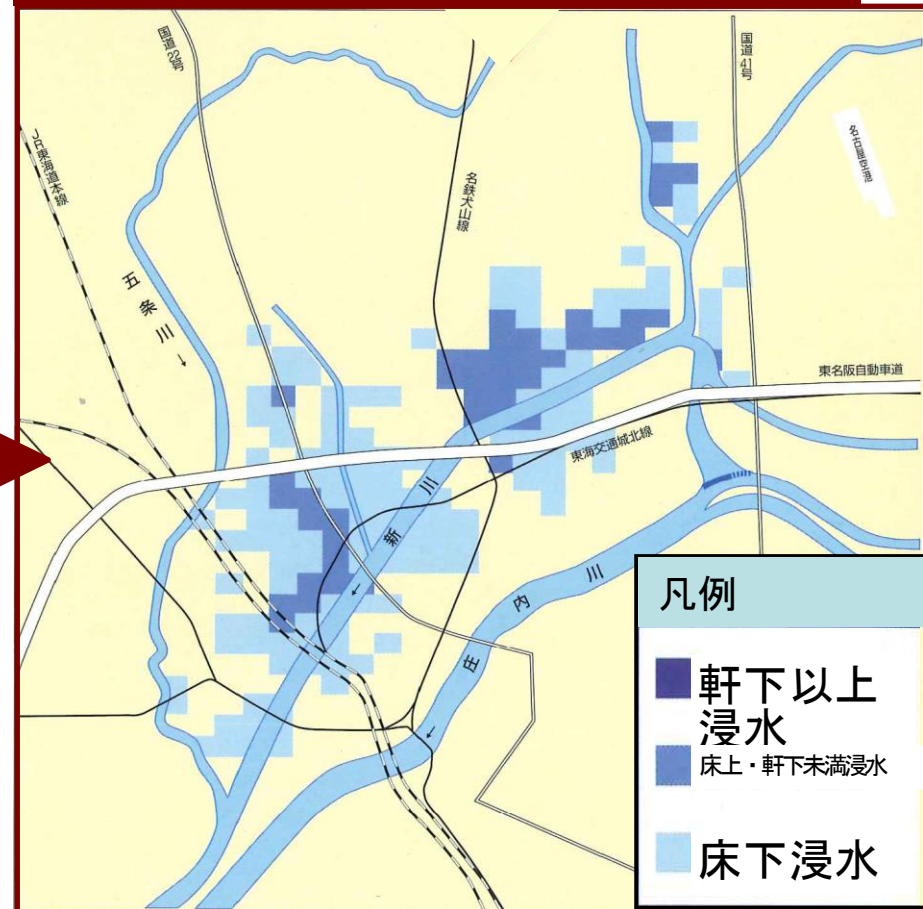 国道22号
国道41号
名古屋空港
JR東海道本線
名鉄犬山線
五条川
東名阪自動車道
東海交通城北線
新川
庄内川
凡例
軒下以上
浸水
床上・軒下未満浸水
床下浸水